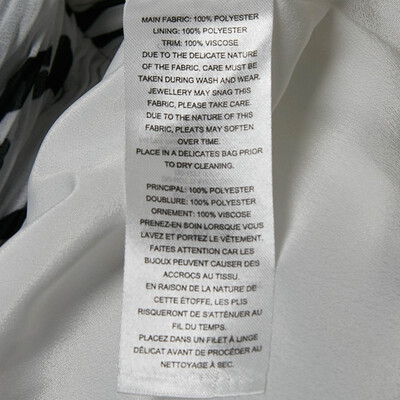 MAIN FABRIC: 100% POLYESTER
LINING: 100% POLYESTER
TRIM: 100% VISCOSE
DUE TO THE DELICATE NATURE
OF THE FABRIC, CARE MUST BE
TAKEN DURING WASH AND WEAR.
JEWELLERY MAY SNAG THIS
FABRIC, PLEASE TAKE CARE.
DUE TO THE NATURE OF THIS
FABRIC, PLEATS MAY SOFTEN
OVER TIME.
PLACE IN A DELICATES BAG PRIOR
TO DRY CLEANING.
PRINCIPAL: 100% POLYESTER
DOUBLURE: 100% POLYESTER
ORNEMENT: 100% VISCOSE
PRENEZ-EN SOIN LORSQUE VOUS
LAVEZ ET PORTEZ LE VÊTEMENT.
FAITES ATTENTION CAR LES
BIJOUX PEUVENT CAUSER DES
ACCROCS AU TISSU.
EN RAISON DE LA NATURE DE
CETTE ÉTOFFE, LES PLIS
RISQUERONT DE S'ATTÉNUER AU
FIL DU TEMPS.
PLACEZ DANS UN FILET À LINGE
DÉLICAT AVANT DE PROCÉDER AU
NETTOYAGE À SEC.